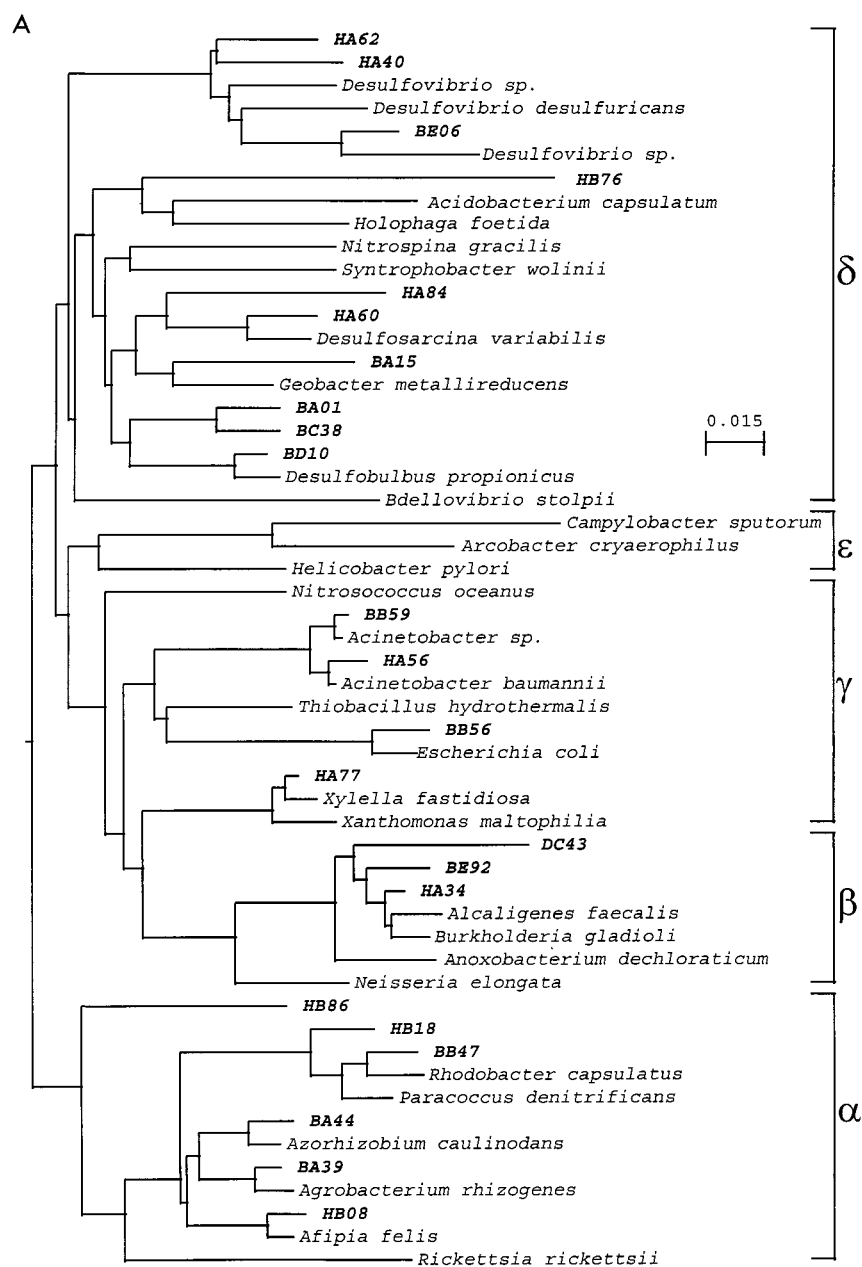 A
HA62
HA40
Desulfovibrio sp.
Desulfovibrio desulfuricans
BE06
Desulfovibrio sp.
HB76
Acidobacterium capsulatum
Holophaga foetida
Nitrospina gracilis
Syntrophobacter wolinii
δ
HA84
HA60
Desulfosarcina variabilis
BA15
Geobacter metallireducens
BA01
0.015
BC38
BD10
Desulfobulbus propionicus
Bdellovibrio stolpii
Campylobacter sputorum
Arcobacter cryaerophilus
ε
Helicobacter pylori
Nitrosococcus oceanus
BB59
Acinetobacter sp.
HA56
Acinetobacter baumannii
γ
Thiobacillus hydrothermalis
BB56
Escherichia coli
HA77
Xylella fastidiosa
Xanthomonas maltophilia
DC43
BE92
HA34
β
Alcaligenes faecalis
Burkholderia gladioli
Anoxobacterium dechloraticum
Neisseria elongata
HB86
HB18
BB47
Rhodobacter capsulatus
Paracoccus denitrificans
α
BA44
Azorhizobium caulinodans
BA39
Agrobacterium rhizogenes
HB08
Afipia felis
Rickettsia rickettsii